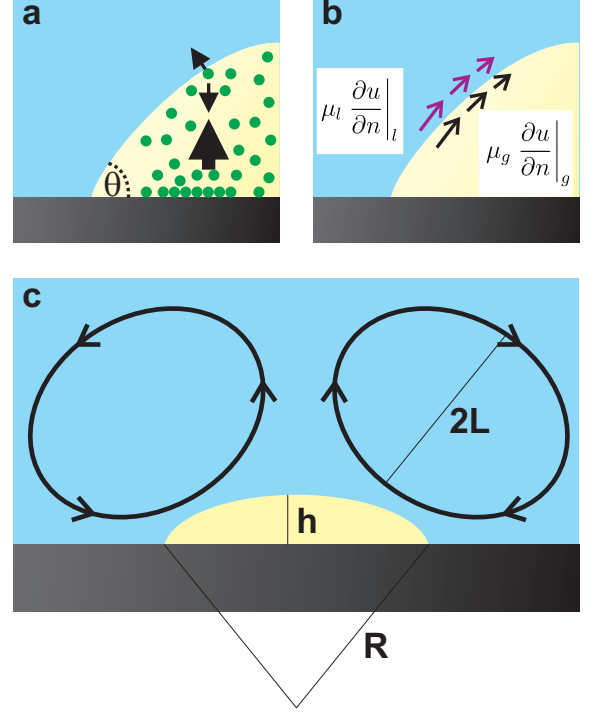 a
θ
b
μ_l ∂u/∂n|_l
μ_g ∂u/∂n|_g
c
2L
h
R